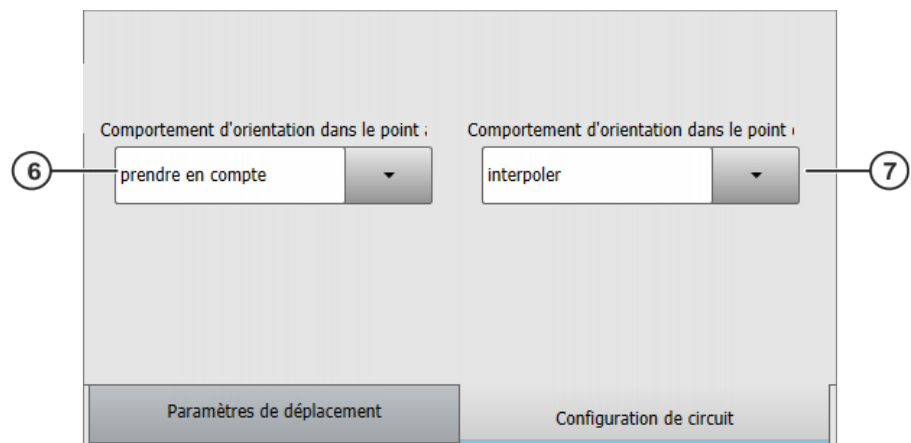 Comportement d'orientation dans le point
Comportement d'orientation dans le point
6
prendre en compte
interpoler
7
Paramètres de déplacement
Configuration de circuit